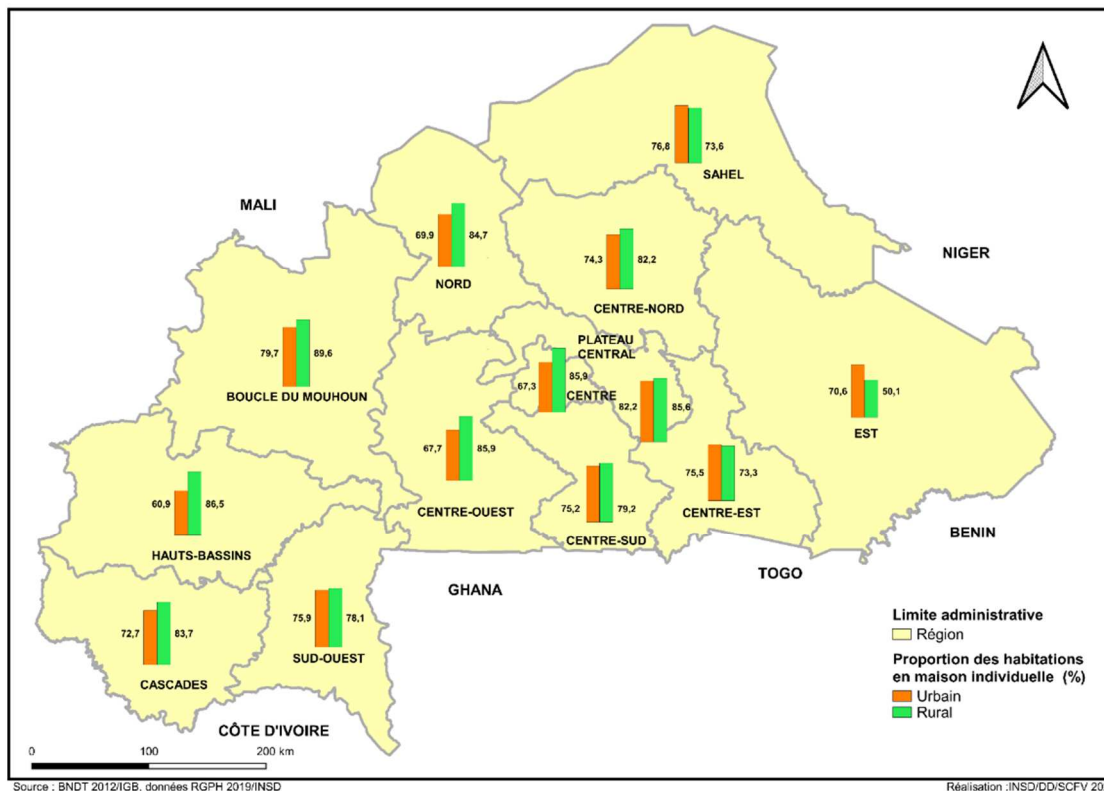 76,8
73,6
SAHEL
MALI
69,9
84,7
NORD
NIGER
74,3
82,2
CENTRE-NORD
79,7
89,6
BOUCLE DU MOUHOUN
PLATEAU
CENTRAL
67,3
85,9
CENTRE
82,2
85,6
70,6
50,1
EST
67,7
85,9
CENTRE-OUEST
75,5
73,3
CENTRE-EST
60,9
86,5
HAUTS-BASSINS
75,2
79,2
CENTRE-SUD
BENIN
TOGO
GHANA
72,7
83,7
CASCADES
75,9
78,1
SUD-OUEST
CÔTE D'IVOIRE
Limite administrative
Région
Proportion des habitations
en maison individuelle (%)
Urbain
Rural
0 100 200 km
Source : BNDT 2012/IGB, données RGPH 2019/INSD
Réalisation :INSD/DD/SCFV 20